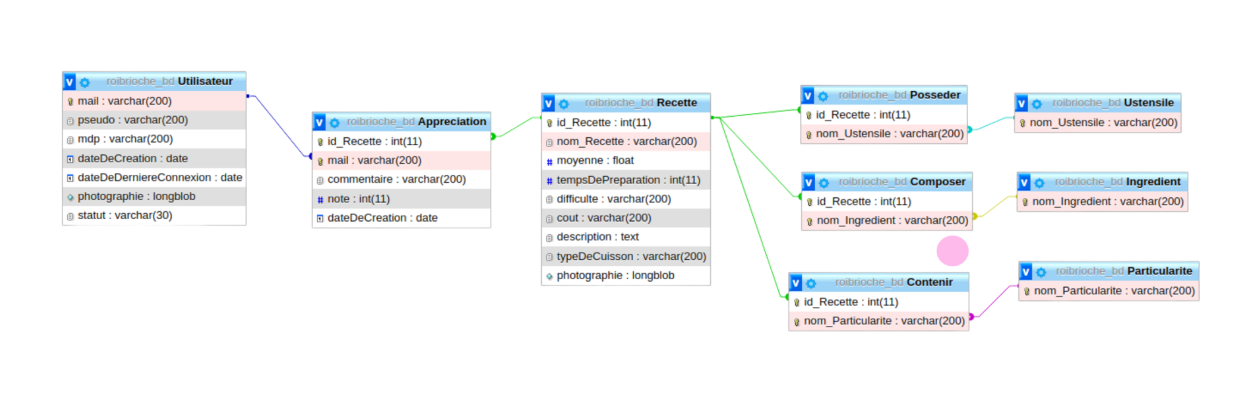 roibrioche_bd Utilisateur
mail : varchar(200)
pseudo : varchar(200)
mdp : varchar(200)
dateDeCreation : date
dateDeDerniereConnexion : date
photographie : longblob
statut : varchar(30)
roibrioche_bd Appreciation
id_Recette : int(11)
mail : varchar(200)
commentaire : varchar(200)
note : int(11)
dateDeCreation : date
roibrioche_bd Recette
id_Recette : int(11)
nom_Recette : varchar(200)
moyenne : float
tempsDePreparation : int(11)
difficulte : varchar(200)
cout : varchar(200)
description : text
typeDeCuisson : varchar(200)
photographie : longblob
roibrioche_bd Posseder
id_Recette : int(11)
nom_Ustensile : varchar(200)
roibrioche_bd Ustensile
nom_Ustensile : varchar(200)
roibrioche_bd Composer
id_Recette : int(11)
nom_Ingredient : varchar(200)
roibrioche_bd Ingredient
nom_Ingredient : varchar(200)
roibrioche_bd Contenir
id_Recette : int(11)
nom_Particularite : varchar(200)
roibrioche_bd Particularite
nom_Particularite : varchar(200)